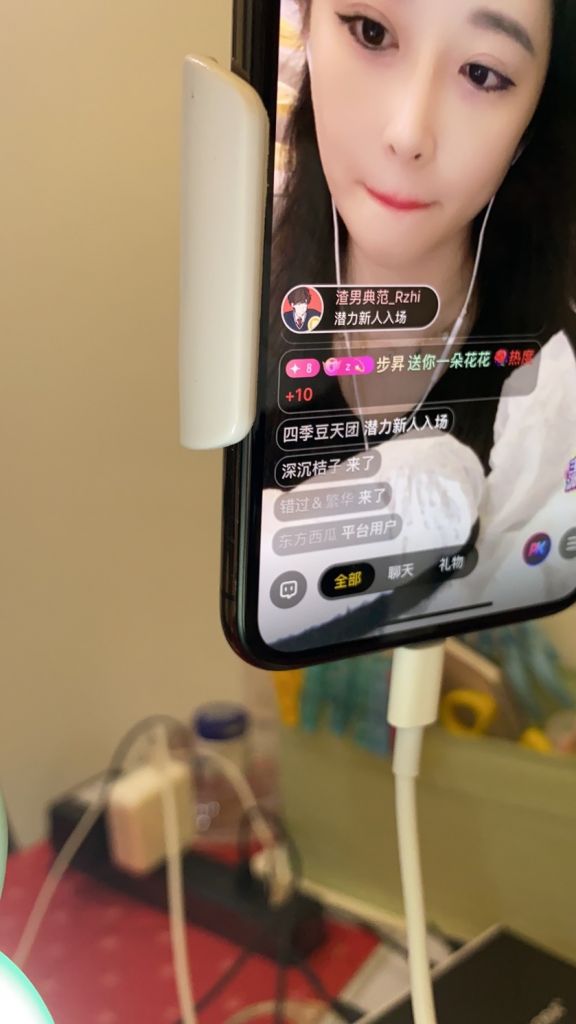 渣男典范_Rzhi
潜力新人入场
8 2 步昇 送你一朵花花 热度
+10
四季豆天团 潜力新人入场
深沉桔子 来了
错过＆繁华 来了
东方西瓜 平台用户
全部 聊天 礼物 PK